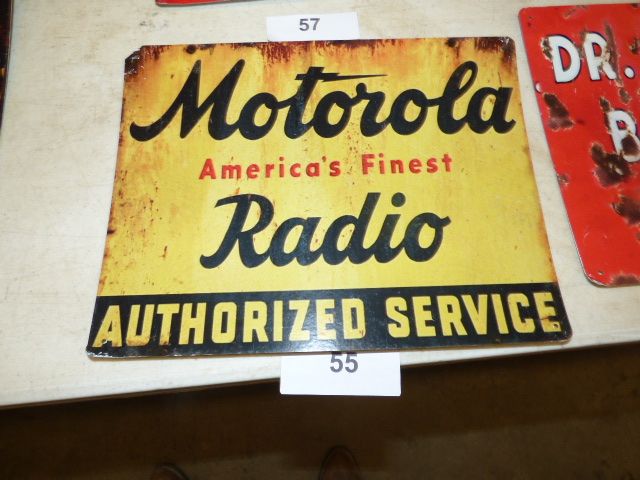 57
Motorola
America's Finest
Radio
AUTHORIZED SERVICE
55
DR.